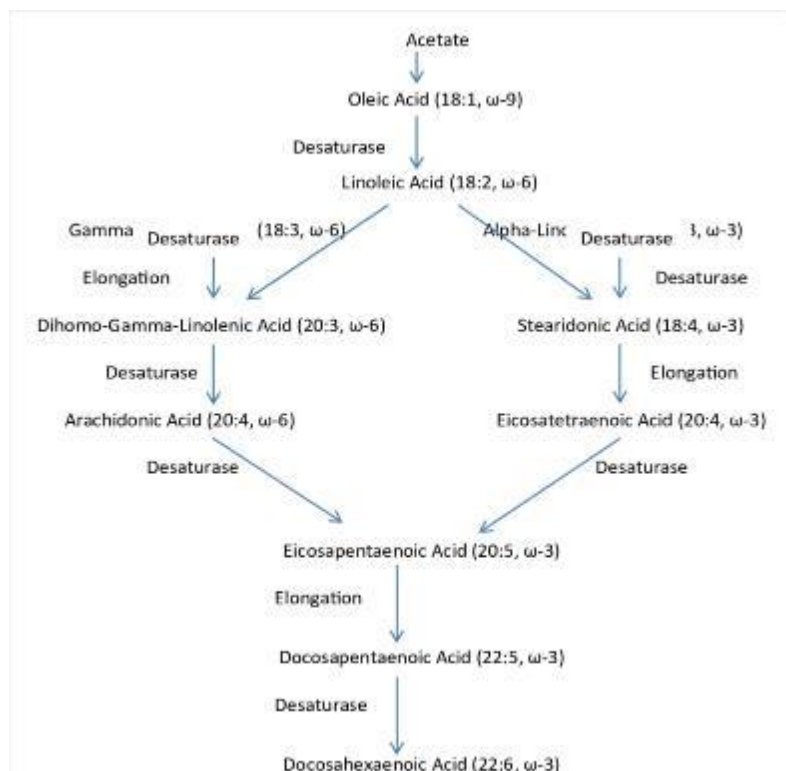 Acetate
Oleic Acid (18:1, ω-9)
Desaturase
Linoleic Acid (18:2, ω-6)
Gamma
Desaturase
(18:3, ω-6)
Alpha-Lin
Desaturase
, ω-3)
Elongation
Desaturase
Dihomo-Gamma-Linolenic Acid (20:3, ω-6)
Stearidonic Acid (18:4, ω-3)
Desaturase
Elongation
Arachidonic Acid (20:4, ω-6)
Eicosatetraenoic Acid (20:4, ω-3)
Desaturase
Desaturase
Eicosapentaenoic Acid (20:5, ω-3)
Elongation
Docosapentaenoic Acid (22:5, ω-3)
Desaturase
Docosahexaenoic Acid (22:6, ω-3)